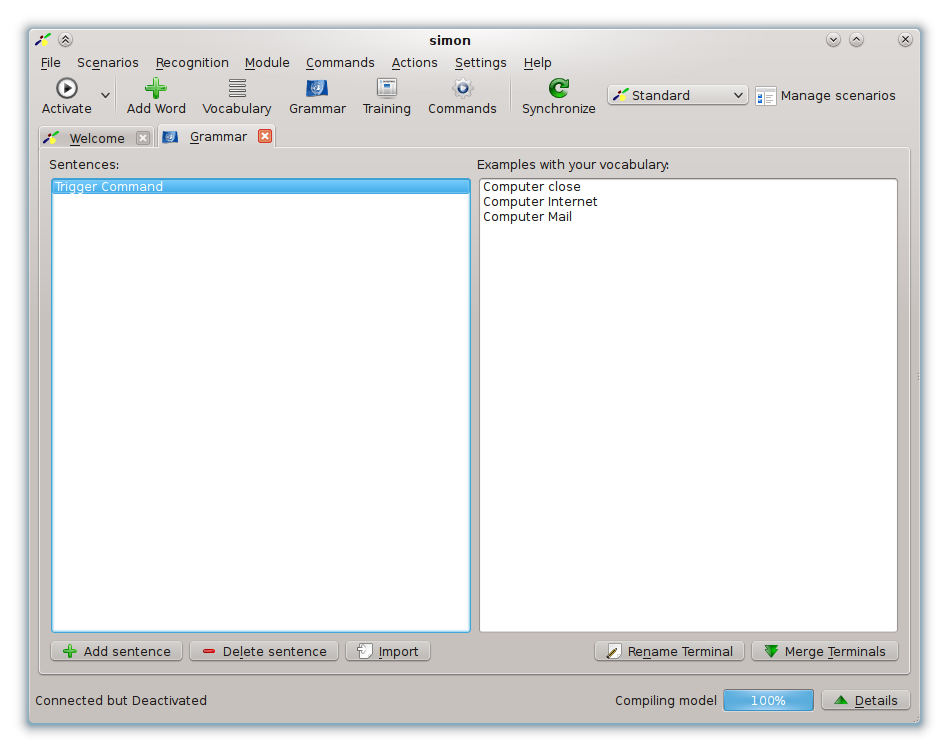 simon
File Scenarios Recognition Module Commands Actions Settings Help
Activate Add Word Vocabulary Grammar Training Commands Synchronize Standard Manage scenarios
Welcome Grammar
Sentences: Examples with your vocabulary:
Trigger Command Computer close
Computer Internet
Computer Mail
Add sentence Delete sentence Import Rename Terminal Merge Terminals
Connected but Deactivated Compiling model 100% Details